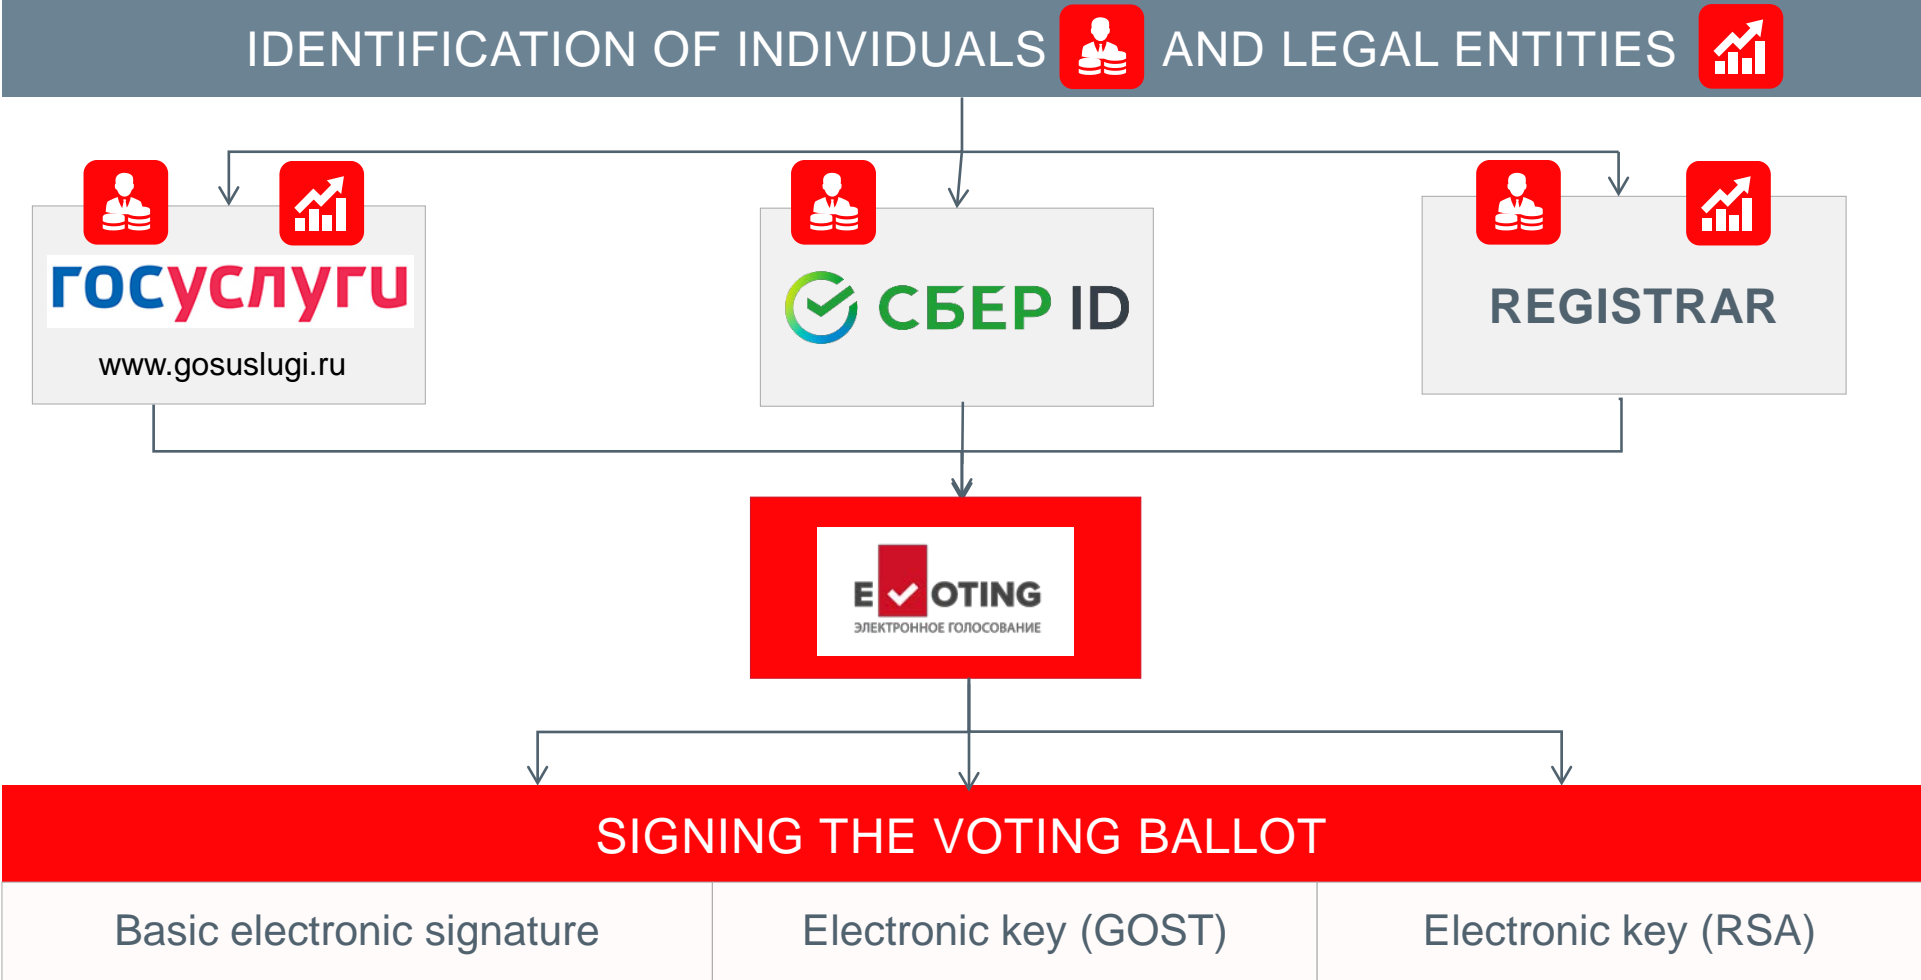 IDENTIFICATION OF INDIVIDUALS AND LEGAL ENTITIES
госуслуги
www.gosuslugi.ru
СБЕР ID
REGISTRAR
E OTING
ЭЛЕКТРОННОЕ ГОЛОСОВАНИЕ
SIGNING THE VOTING BALLOT
Basic electronic signature
Electronic key (GOST)
Electronic key (RSA)